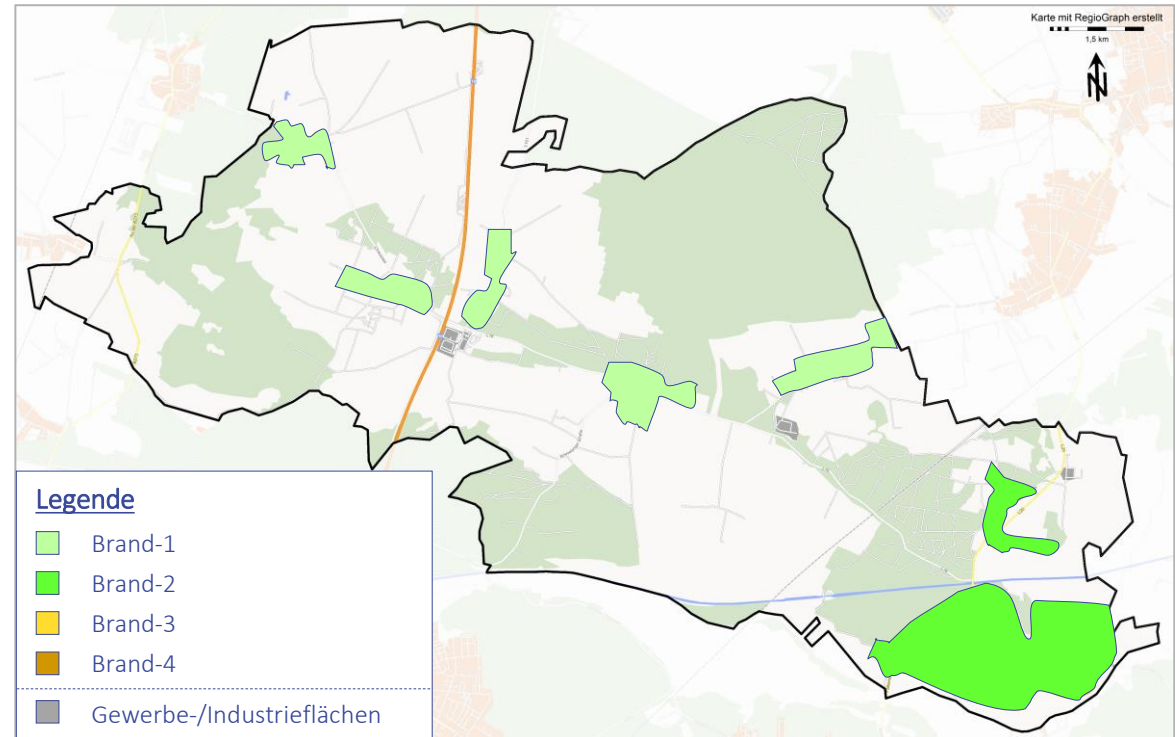 Karte mit RegioGraph erstellt
1,5 km
N
Legende
Brand-1
Brand-2
Brand-3
Brand-4
Gewerbe-/Industrieflächen